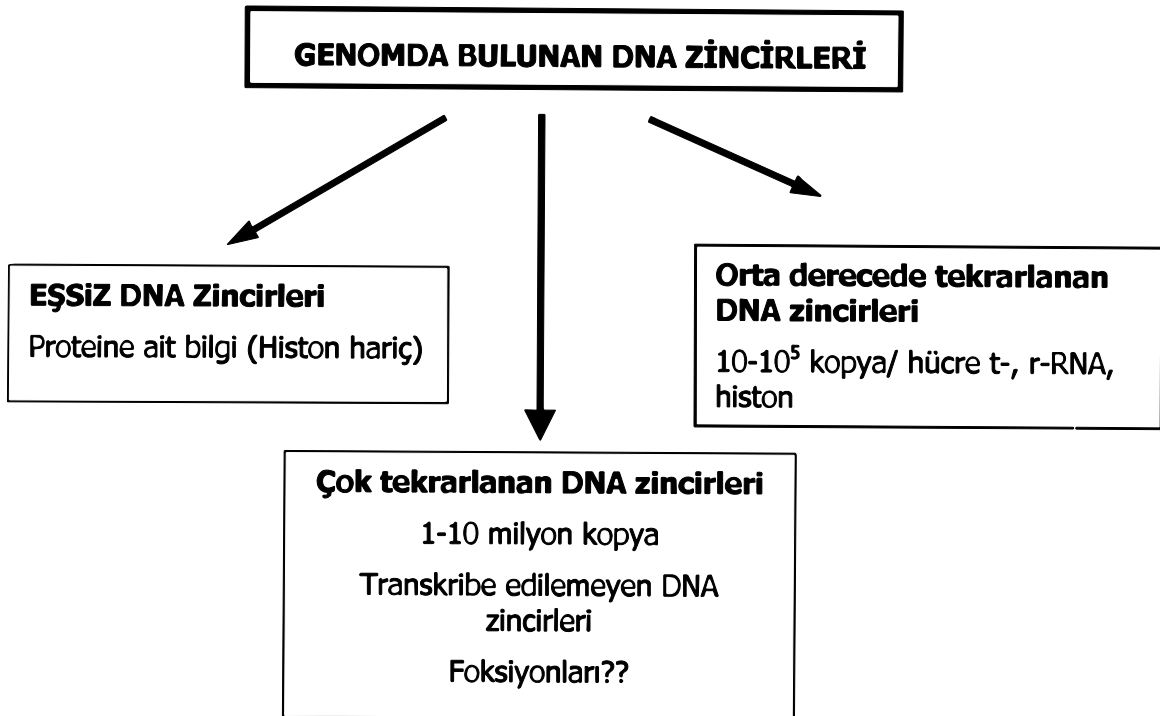 GENOMDA BULUNAN DNA ZİNCİRLERİ
EŞSiZ DNA Zincirleri
Proteine ait bilgi (Histon hariç)
Orta derecede tekrarlanan
DNA zincirleri
10-10⁵ kopya/ hücre t-, r-RNA,
histon
Çok tekrarlanan DNA zincirleri
1-10 milyon kopya
Transkribe edilemeyen DNA
zincirleri
Foksiyonları??